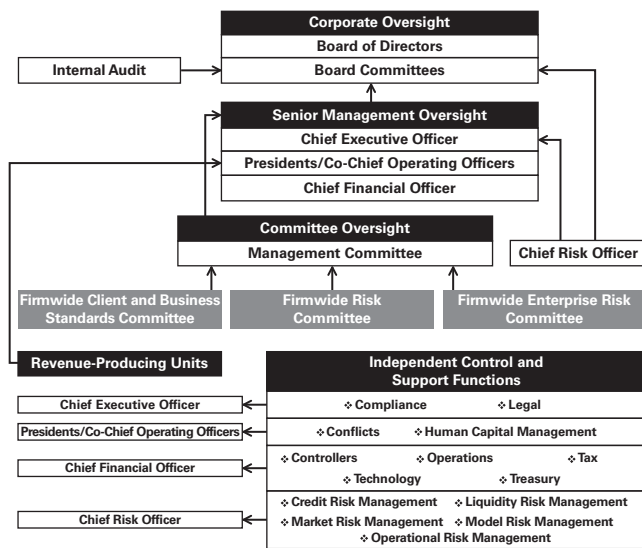 Corporate Oversight
Board of Directors
Internal Audit
Board Committees
Senior Management Oversight
Chief Executive Officer
Presidents/Co-Chief Operating Officers
Chief Financial Officer
Committee Oversight
Management Committee
Chief Risk Officer
Firmwide Client and Business
Standards Committee
Firmwide Risk
Committee
Firmwide Enterprise Risk
Committee
Revenue-Producing Units
Independent Control and
Support Functions
Chief Executive Officer
❖ Compliance ❖ Legal
Presidents/Co-Chief Operating Officers
❖ Conflicts ❖ Human Capital Management
Chief Financial Officer
❖ Controllers ❖ Operations ❖ Tax
❖ Technology ❖ Treasury
Chief Risk Officer
❖ Credit Risk Management ❖ Liquidity Risk Management
❖ Market Risk Management ❖ Model Risk Management
❖ Operational Risk Management